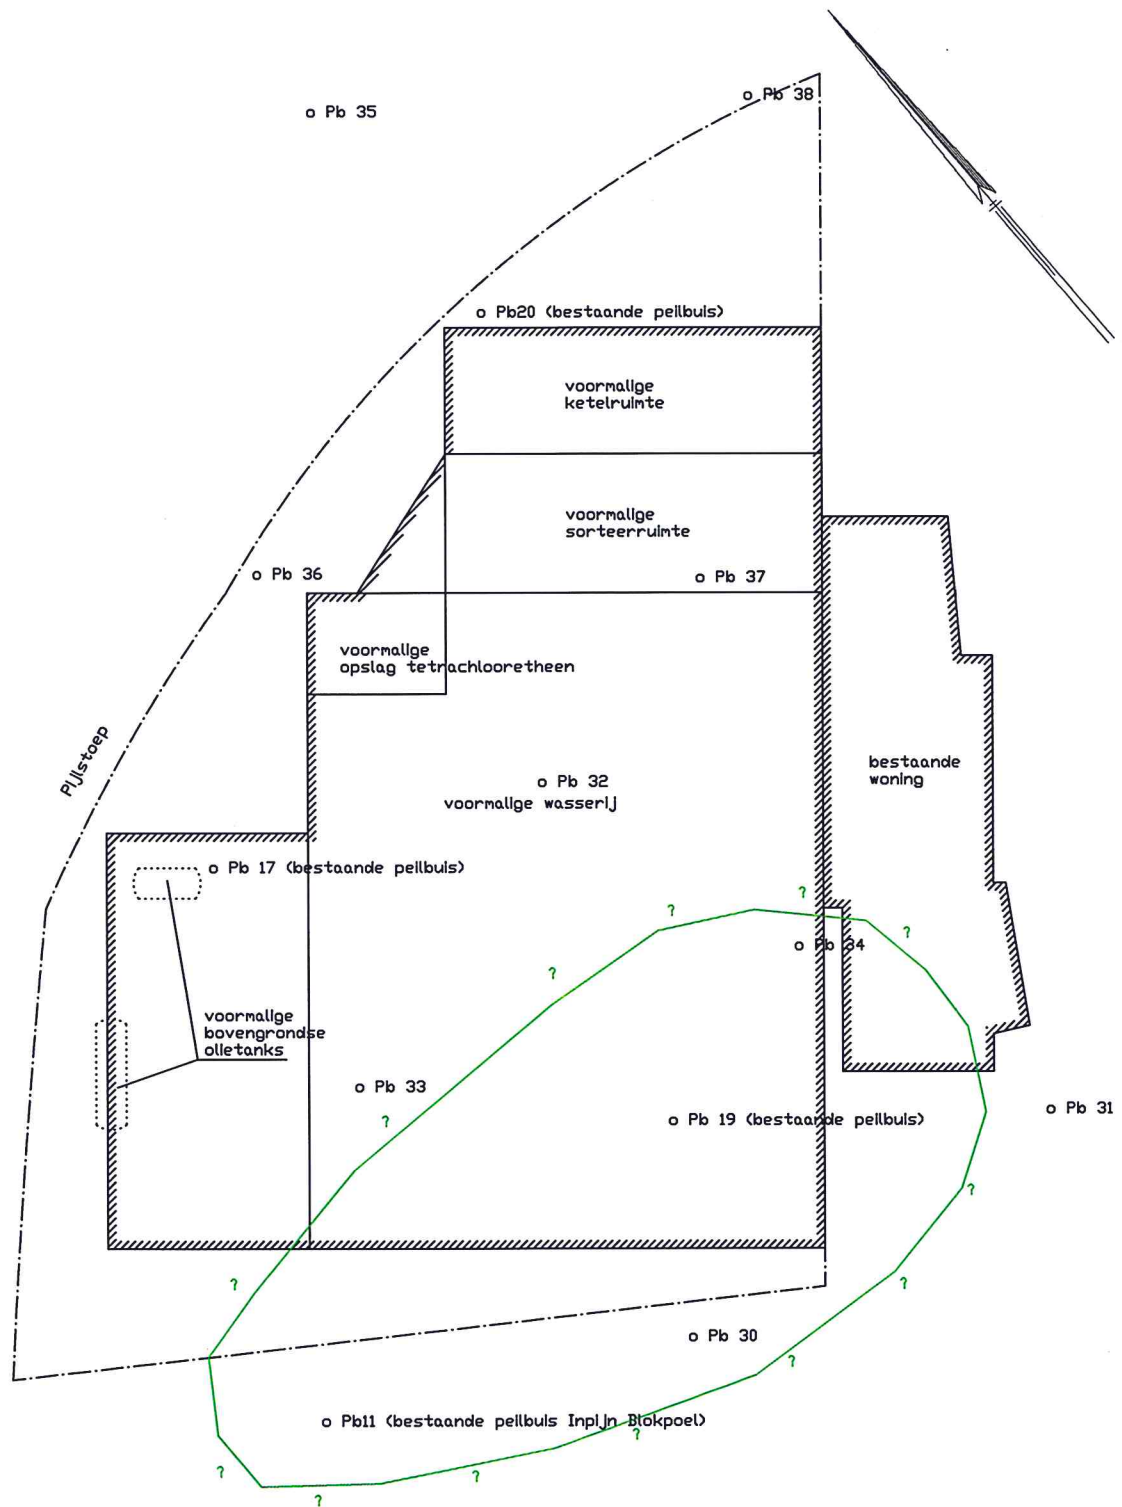 Pb 38
Pb 35
Pb20 (bestaande peilbuis)
voormalige
ketelruimte
voormalige
sorteerruimte
Pb 36
Pb 37
voormalige
opslag tetrachlooretheen
Pijlstoep
bestaande
woning
Pb 32
voormalige wasserij
Pb 17 (bestaande peilbuis)
?
?
?
Pb 34
?
voormalige
bovengrondse
olietanks
Pb 33
Pb 31
?
Pb 19 (bestaande peilbuis)
?
?
?
Pb 30
?
Pb11 (bestaande peilbuis Inpijn Blokpoel)
?
?
?
?